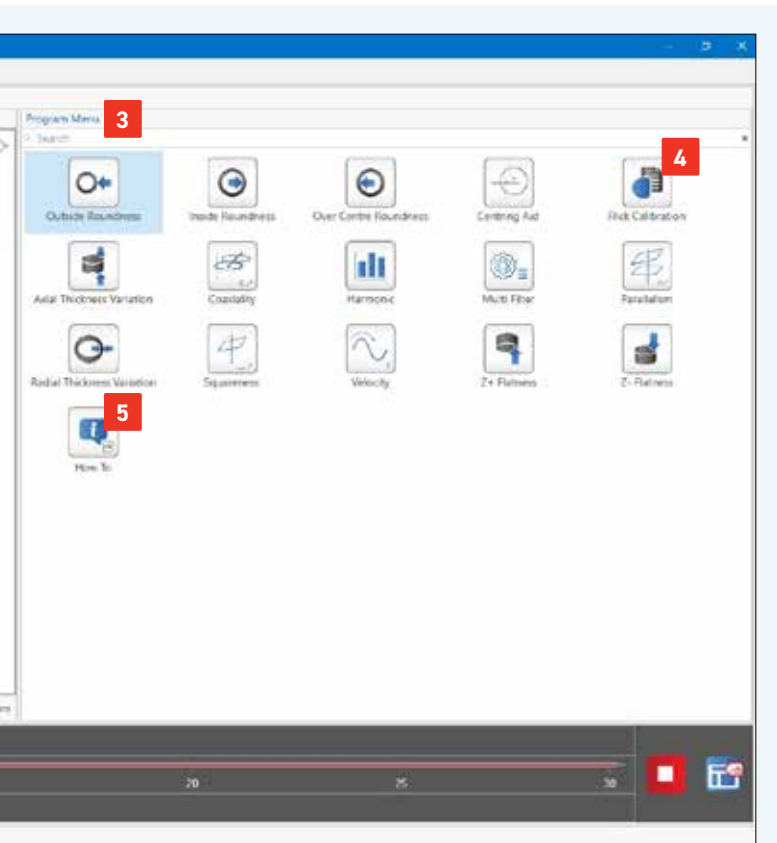 Program Menu 3
Search
4
Outside Roundness Inside Roundness Over Centre Roundness Centring Aid Flick Calibration
Axial Thickness Variation Coaxiality Harmonic Multi Filter Parallelism
Radial Thickness Variation Squareness Velocity Z+ Flatness Z- Flatness
5
How To
20 25 30